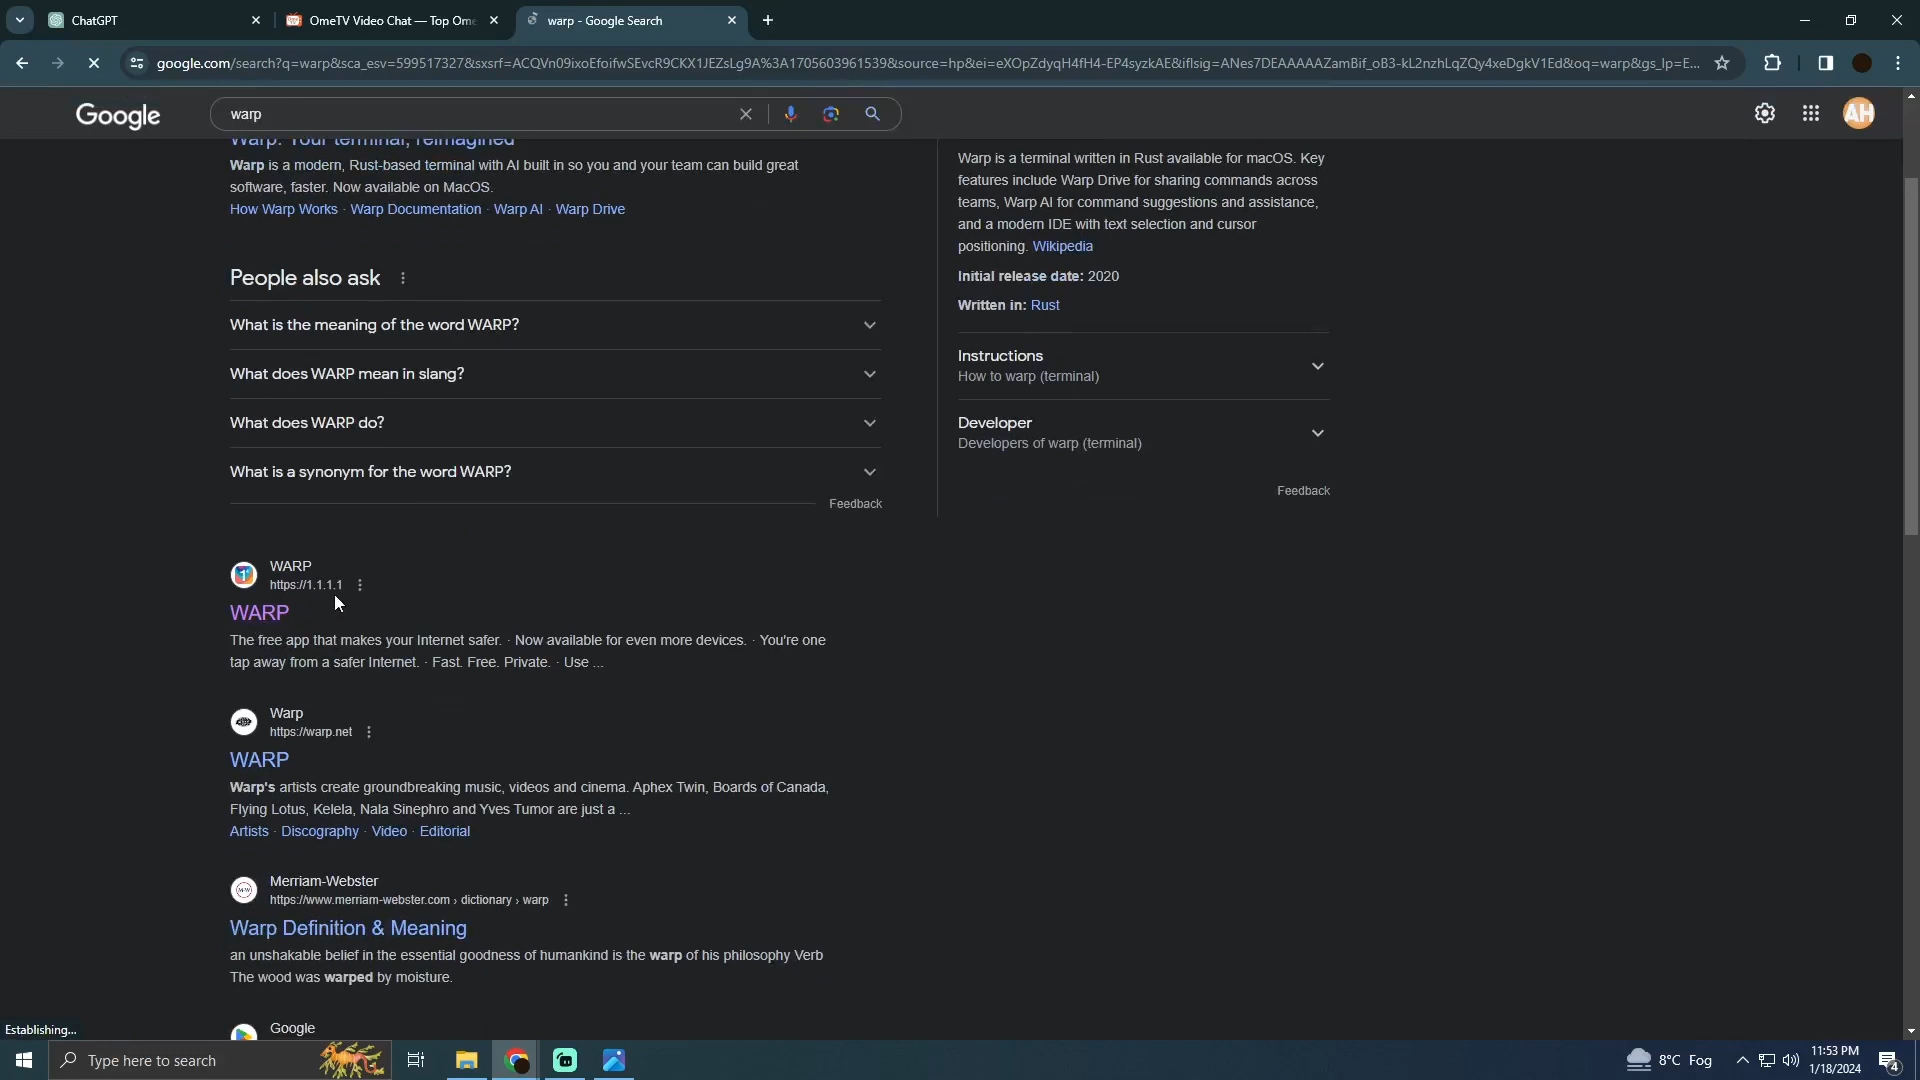 ChatGPT
OmeTV Video Chat — Top Ome
warp - Google Search
google.com/search?q=warp&sca_esv=599517327&sxsrf=ACQVn09ixoEfoifwSEvcR9CKX1JEZsLg9A%3A1705603961539&source=hp&ei=eXOpZdyqH4fH4-EP4syzkAE&iflsig=ANes7DEAAAAAZamBif_oB3-kL2nzhLqZQy4xeDgkV1Ed&oq=warp&gs_lp=E...
Google
warp
AH
Warp: Your terminal, reimagined
Warp is a modern, Rust-based terminal with AI built in so you and your team can build great
software, faster. Now available on MacOS.
How Warp Works · Warp Documentation · Warp AI · Warp Drive
People also ask
What is the meaning of the word WARP?
What does WARP mean in slang?
What does WARP do?
What is a synonym for the word WARP?
Feedback
WARP
https://1.1.1.1
WARP
The free app that makes your Internet safer. · Now available for even more devices. · You're one
tap away from a safer Internet. · Fast. Free. Private. · Use ...
Warp
https://warp.net
WARP
Warp's artists create groundbreaking music, videos and cinema. Aphex Twin, Boards of Canada,
Flying Lotus, Kelela, Nala Sinephro and Yves Tumor are just a ...
Artists · Discography · Video · Editorial
Merriam-Webster
https://www.merriam-webster.com › dictionary › warp
Warp Definition & Meaning
an unshakable belief in the essential goodness of humankind is the warp of his philosophy Verb
The wood was warped by moisture.
Google
Warp is a terminal written in Rust available for macOS. Key
features include Warp Drive for sharing commands across
teams, Warp AI for command suggestions and assistance,
and a modern IDE with text selection and cursor
positioning. Wikipedia
Initial release date: 2020
Written in: Rust
Instructions
How to warp (terminal)
Developer
Developers of warp (terminal)
Feedback
Establishing...
Type here to search
8°C Fog
11:53 PM
1/18/2024
4